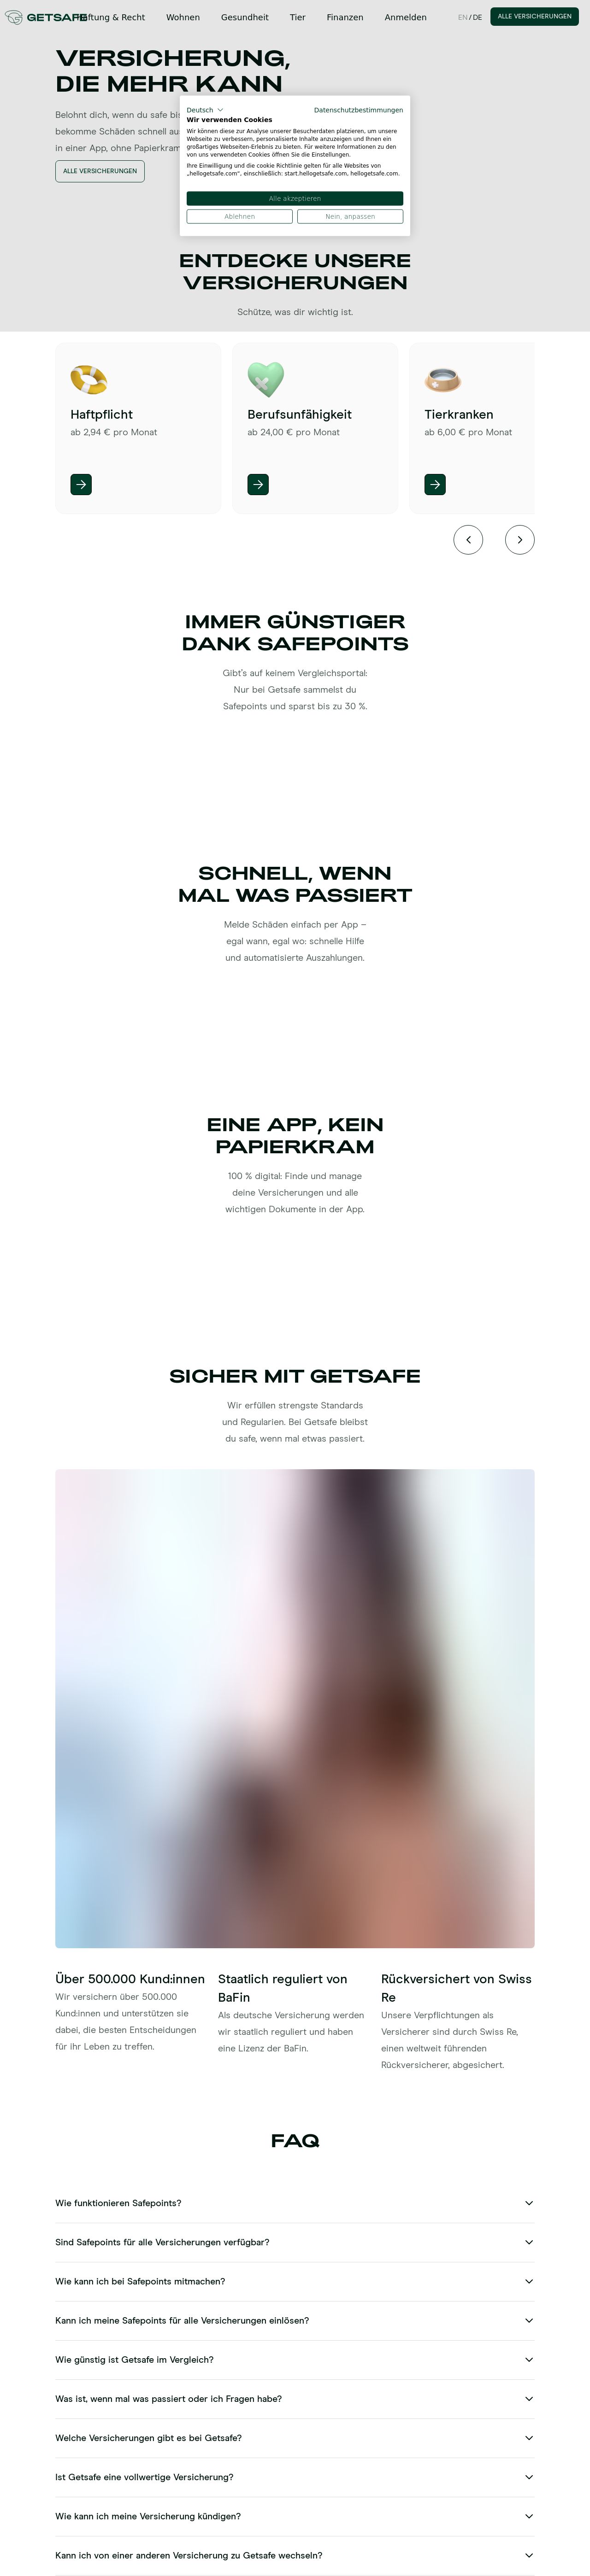 GETSAFE
Haftung & Recht
Wohnen
Gesundheit
Tier
Finanzen
Anmelden
EN / DE
ALLE VERSICHERUNGEN
VERSICHERUNG,
DIE MEHR KANN
Belohnt dich, wenn du safe bis
bekomme Schäden schnell aus
in einer App, ohne Papierkram
ALLE VERSICHERUNGEN
Deutsch
Datenschutzbestimmungen
Wir verwenden Cookies
Wir können diese zur Analyse unserer Besucherdaten platzieren, um unsere
Webseite zu verbessern, personalisierte Inhalte anzuzeigen und Ihnen ein
großartiges Webseiten-Erlebnis zu bieten. Für weitere Informationen zu den
von uns verwendeten Cookies öffnen Sie die Einstellungen.
Ihre Einwilligung und die cookie Richtlinie gelten für alle Websites von
„hellogetsafe.com“, einschließlich: start.hellogetsafe.com, hellogetsafe.com.
Alle akzeptieren
Ablehnen
Nein, anpassen
ENTDECKE UNSERE
VERSICHERUNGEN
Schütze, was dir wichtig ist.
Haftpflicht
ab 2,94 € pro Monat
Berufsunfähigkeit
ab 24,00 € pro Monat
Tierkranken
ab 6,00 € pro Monat
IMMER GÜNSTIGER
DANK SAFEPOINTS
Gibt's auf keinem Vergleichsportal:
Nur bei Getsafe sammelst du
Safepoints und sparst bis zu 30 %.
SCHNELL, WENN
MAL WAS PASSIERT
Melde Schäden einfach per App –
egal wann, egal wo: schnelle Hilfe
und automatisierte Auszahlungen.
EINE APP, KEIN
PAPIERKRAM
100 % digital: Finde und manage
deine Versicherungen und alle
wichtigen Dokumente in der App.
SICHER MIT GETSAFE
Wir erfüllen strengste Standards
und Regularien. Bei Getsafe bleibst
du safe, wenn mal etwas passiert.
Über 500.000 Kund:innen
Wir versichern über 500.000
Kund:innen und unterstützen sie
dabei, die besten Entscheidungen
für ihr Leben zu treffen.
Staatlich reguliert von
BaFin
Als deutsche Versicherung werden
wir staatlich reguliert und haben
eine Lizenz der BaFin.
Rückversichert von Swiss
Re
Unsere Verpflichtungen als
Versicherer sind durch Swiss Re,
einen weltweit führenden
Rückversicherer, abgesichert.
FAQ
Wie funktionieren Safepoints?
Sind Safepoints für alle Versicherungen verfügbar?
Wie kann ich bei Safepoints mitmachen?
Kann ich meine Safepoints für alle Versicherungen einlösen?
Wie günstig ist Getsafe im Vergleich?
Was ist, wenn mal was passiert oder ich Fragen habe?
Welche Versicherungen gibt es bei Getsafe?
Ist Getsafe eine vollwertige Versicherung?
Wie kann ich meine Versicherung kündigen?
Kann ich von einer anderen Versicherung zu Getsafe wechseln?